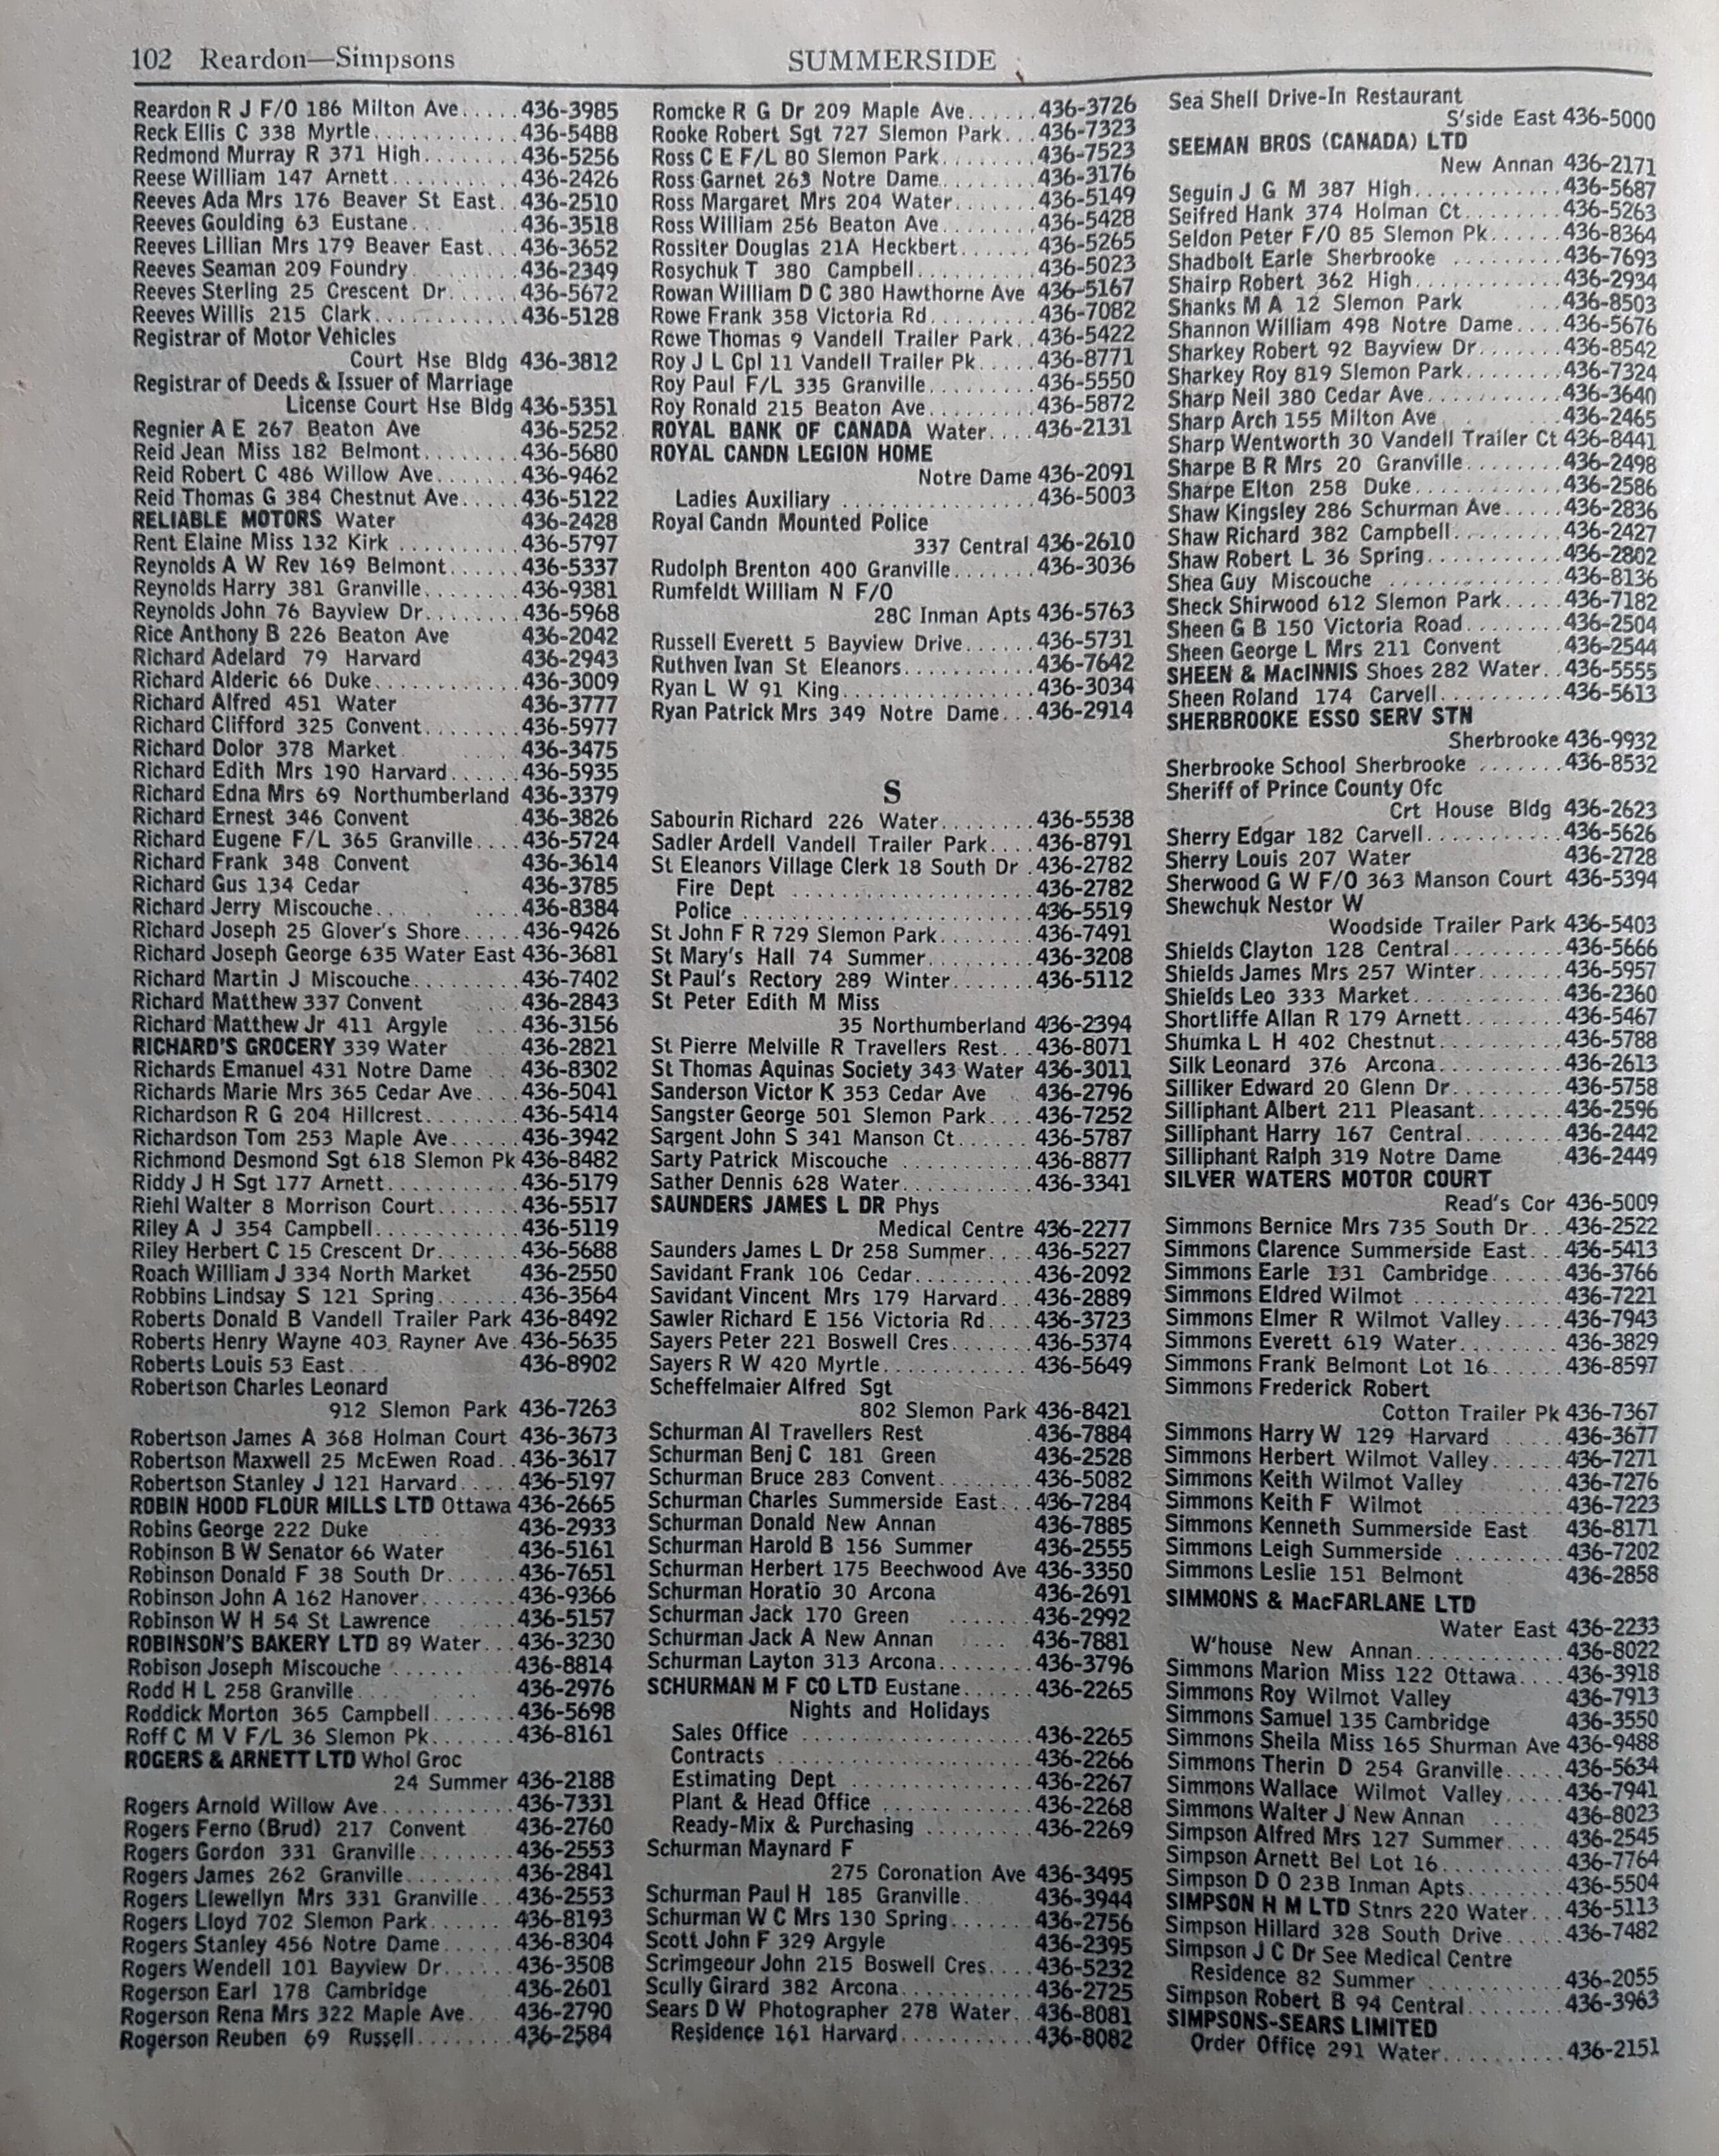 102 Reardon—Simpsons
SUMMERSIDE
Reardon R J F/O 186 Milton Ave.....436-3985
Reck Ellis C 338 Myrtle............436-5488
Redmond Murray R 371 High........436-5256
Reese William 147 Arnett...........436-2426
Reeves Ada Mrs 176 Beaver St East..436-2510
Reeves Goulding 63 Eustane... 436-3518
Reeves Lillian Mrs 179 Beaver East...436-3652
Reeves Seaman 209 Foundry 436-2349
Reeves Sterling 25 Crescent Dr......436-5672
Reeves Willis 215 Clark............436-5128
Registrar of Motor Vehicles
Court Hse Bldg 436-3812
Registrar of Deeds & Issuer of Marriage
License Court Hse Bldg 436-5351
Regnier A E 267 Beaton Ave 436-5252
Reid Jean Miss 182 Belmont........436-5680
Reid Robert C 486 Willow Ave.......436-9462
Reid Thomas G 384 Chestnut Ave.....436-5122
RELIABLE MOTORS Water 436-2428
Rent Elaine Miss 132 Kirk ..........436-5797
Reynolds A W Rev 169 Belmont......436-5337
Reynolds Harry 381 Granville........436-9381
Reynolds John 76 Bayview Dr.......436-5968
Rice Anthony B 226 Beaton Ave 436-2042
Richard Adelard 79 Harvard 436-2943
Richard Alderic 66 Duke............436-3009
Richard Alfred 451 Water 436-3777
Richard Clifford 325 Convent........436-5977
Richard Dolor 378 Market 436-3475
Richard Edith Mrs 190 Harvard......436-5935
Richard Edna Mrs 69 Northumberland 436-3379
Richard Ernest 346 Convent 436-3826
Richard Eugene F/L 365 Granville....436-5724
Richard Frank 348 Convent 436-3614
Richard Gus 134 Cedar 436-3785
Richard Jerry Miscouche... ....436-8384
Richard Joseph 25 Glover's Shore.....436-9426
Richard Joseph George 635 Water East 436-3681
Richard Martin J Miscouche.........436-7402
Richard Matthew 337 Convent 436-2843
Richard Matthew Jr 411 Argyle ....436-3156
RICHARD'S GROCERY 339 Water 436-2821
Richards Emanuel 431 Notre Dame 436-8302
Richards Marie Mrs 365 Cedar Ave....436-5041
Richardson R G 204 Hillcrest........436-5414
Richardson Tom 253 Maple Ave......436-3942
Richmond Desmond Sgt 618 Slemon Pk 436-8482
Riddy J H Sgt 177 Arnett...........436-5179
Riehl Walter 8 Morrison Court.......436-5517
Riley A J 354 Campbell............436-5119
Riley Herbert C 15 Crescent Dr.......436-5688
Roach William J 334 North Market 436-2550
Robbins Lindsay S 121 Spring.......436-3564
Roberts Donald B Vandell Trailer Park 436-8492
Roberts Henry Wayne 403 Rayner Ave.436-5635
Roberts Louis 53 East... 436-8902
Robertson Charles Leonard
912 Slemon Park 436-7263
Robertson James A 368 Holman Court 436-3673
Robertson Maxwell 25 McEwen Road..436-3617
Robertson Stanley J 121 Harvard.....436-5197
ROBIN HOOD FLOUR MILLS LTD Ottawa 436-2665
Robins George 222 Duke 436-2933
Robinson B W Senator 66 Water 436-5161
Robinson Donald F 38 South Dr......436-7651
Robinson John A 162 Hanover........436-9366
Robinson W H 54 St Lawrence .....436-5157
ROBINSON'S BAKERY LTD 89 Water...436-3230
Robison Joseph Miscouche ...... ...436-8814
Rodd H L 258 Granville.... 436-2976
Roddick Morton 365 Campbell.......436-5698
Roff C M V F/L 36 Slemon Pk.......436-8161
ROGERS & ARNETT LTD Whol Groc
24 Summer 436-2188
Rogers Arnold Willow Ave...........436-7331
Rogers Ferno (Brud) 217 Convent 436-2760
Rogers Gordon 331 Granville........436-2553
Rogers James 262 Granville.........436-2841
Rogers Llewellyn Mrs 331 Granville...436-2553
Rogers Lloyd 702 Slemon Park.......436-8193
Rogers Stanley 456 Notre Dame......436-8304
Rogers Wendell 101 Bayview Dr......436-3508
Rogerson Earl 178 Cambridge 436-2601
Rogerson Rena Mrs 322 Maple Ave...436-2790
Rogerson Reuben 69 Russell........436-2584
Romcke R G Dr 209 Maple Ave......436-3726
Rooke Robert Sgt 727 Slemon Park...436-7323
Ross C E F/L 80 Slemon Park........436-7523
Ross Garnet 263 Notre Dame........436-3176
Ross Margaret Mrs 204 Water.......436-5149
Ross William 256 Beaton Ave........436-5428
Rossiter Douglas 21A Heckbert.......436-5265
Rosychuk T 380 Campbell..........436-5023
Rowan William D C 380 Hawthorne Ave 436-5167
Rowe Frank 358 Victoria Rd.........436-7082
Rowe Thomas 9 Vandell Trailer Park..436-5422
Roy J L Cpl 11 Vandell Trailer Pk.....436-8771
Roy Paul F/L 335 Granville.........436-5550
Roy Ronald 215 Beaton Ave.........436-5872
ROYAL BANK OF CANADA Water....436-2131
ROYAL CANDN LEGION HOME
Notre Dame 436-2091
Ladies Auxiliary .................436-5003
Royal Candn Mounted Police
337 Central 436-2610
Rudolph Brenton 400 Granville.......436-3036
Rumfeldt William N F/O
28C Inman Apts 436-5763
Russell Everett 5 Bayview Drive......436-5731
Ruthven Ivan St Eleanors...........436-7642
Ryan L W 91 King................436-3034
Ryan Patrick Mrs 349 Notre Dame...436-2914
S
Sabourin Richard 226 Water........436-5538
Sadler Ardell Vandell Trailer Park....436-8791
St Eleanors Village Clerk 18 South Dr .436-2782
Fire Dept .....................436-2782
Police .........................436-5519
St John F R 729 Slemon Park........436-7491
St Mary's Hall 74 Summer..........436-3208
St Paul's Rectory 289 Winter........436-5112
St Peter Edith M Miss
35 Northumberland 436-2394
St Pierre Melville R Travellers Rest...436-8071
St Thomas Aquinas Society 343 Water 436-3011
Sanderson Victor K 353 Cedar Ave 436-2796
Sangster George 501 Slemon Park....436-7252
Sargent John S 341 Manson Ct......436-5787
Sarty Patrick Miscouche ...........436-8877
Sather Dennis 628 Water...........436-3341
SAUNDERS JAMES L DR Phys
Medical Centre 436-2277
Saunders James L Dr 258 Summer....436-5227
Savidant Frank 106 Cedar..........436-2092
Savidant Vincent Mrs 179 Harvard...436-2889
Sawler Richard E 156 Victoria Rd....436-3723
Sayers Peter 221 Boswell Cres.......436-5374
Sayers R W 420 Myrtle............436-5649
Scheffelmaier Alfred Sgt
802 Slemon Park 436-8421
Schurman Al Travellers Rest .436-7884
Schurman Benj C 181 Green 436-2528
Schurman Bruce 283 Convent........436-5082
Schurman Charles Summerside East...436-7284
Schurman Donald New Annan 436-7885
Schurman Harold B 156 Summer 436-2555
Schurman Herbert 175 Beechwood Ave 436-3350
Schurman Horatio 30 Arcona 436-2691
Schurman Jack 170 Green .......436-2992
Schurman Jack A New Annan .... 436-7881
Schurman Layton 313 Arcona........436-3796
SCHURMAN M F CO LTD Eustane......436-2265
Nights and Holidays
Sales Office ....................436-2265
Contracts ......................436-2266
Estimating Dept ................436-2267
Plant & Head Office .............436-2268
Ready-Mix & Purchasing .........436-2269
Schurman Maynard F
275 Coronation Ave 436-3495
Schurman Paul H 185 Granville. 436-3944
Schurman W C Mrs 130 Spring.......436-2756
Scott John F 329 Argyle 436-2395
Scrimgeour John 215 Boswell Cres....436-5232
Scully Girard 382 Arcona...........436-2725
Sears D W Photographer 278 Water..436-8081
Residence 161 Harvard...........436-8082
Sea Shell Drive-In Restaurant
S'side East 436-5000
SEEMAN BROS (CANADA) LTD
New Annan 436-2171
Seguin J G M 387 High............436-5687
Seifred Hank 374 Holman Ct........436-5263
Seldon Peter F/O 85 Slemon Pk......436-8364
Shadbolt Earle Sherbrooke .........436-7693
Shairp Robert 362 High............436-2934
Shanks M A 12 Slemon Park ....436-8503
Shannon William 498 Notre Dame....436-5676
Sharkey Robert 92 Bayview Dr.......436-8542
Sharkey Roy 819 Slemon Park.......436-7324
Sharp Neil 380 Cedar Ave..........436-3640
Sharp Arch 155 Milton Ave 436-2465
Sharp Wentworth 30 Vandell Trailer Ct 436-8441
Sharpe B R Mrs 20 Granville........436-2498
Sharpe Elton 258 Duke............436-2586
Shaw Kingsley 286 Schurman Ave.....436-2836
Shaw Richard 382 Campbell.........436-2427
Shaw Robert L 36 Spring...........436-2802
Shea Guy Miscouche ..............436-8136
Sheck Shirwood 612 Slemon Park.....436-7182
Sheen G B 150 Victoria Road........436-2504
Sheen George L Mrs 211 Convent .436-2544
SHEEN & MACINNIS Shoes 282 Water..436-5555
Sheen Roland 174 Carvell..........436-5613
SHERBROOKE ESSO SERV STN
Sherbrooke 436-9932
Sherbrooke School Sherbrooke .......436-8532
Sheriff of Prince County Ofc
Crt House Bldg 436-2623
Sherry Edgar 182 Carvell...........436-5626
Sherry Louis 207 Water 436-2728
Sherwood G W F/O 363 Manson Court 436-5394
Shewchuk Nestor W
Woodside Trailer Park 436-5403
Shields Clayton 128 Central.........436-5666
Shields James Mrs 257 Winter.......436-5957
Shields Leo 333 Market............436-2360
Shortliffe Allan R 179 Arnett........436-5467
Shumka L H 402 Chestnut..........436-5788
Silk Leonard 376 Arcona...........436-2613
Silliker Edward 20 Glenn Dr.........436-5758
Silliphant Albert 211 Pleasant.......436-2596
Silliphant Harry 167 Central........436-2442
Silliphant Ralph 319 Notre Dame .436-2449
SILVER WATERS MOTOR COURT
Read's Cor 436-5009
Simmons Bernice Mrs 735 South Dr...436-2522
Simmons Clarence Summerside East...436-5413
Simmons Earle 131 Cambridge......436-3766
Simmons Eldred Wilmot ............436-7221
Simmons Elmer R Wilmot Valley.....436-7943
Simmons Everett 619 Water.........436-3829
Simmons Frank Belmont Lot 16......436-8597
Simmons Frederick Robert
Cotton Trailer Pk 436-7367
Simmons Harry W 129 Harvard .....436-3677
Simmons Herbert Wilmot Valley......436-7271
Simmons Keith Wilmot Valley 436-7276
Simmons Keith F Wilmot .........436-7223
Simmons Kenneth Summerside East 436-8171
Simmons Leigh Summerside .........436-7202
Simmons Leslie 151 Belmont 436-2858
SIMMONS & MACFARLANE LTD
Water East 436-2233
W'house New Annan............436-8022
Simmons Marion Miss 122 Ottawa....436-3918
Simmons Roy Wilmot Valley 436-7913
Simmons Samuel 135 Cambridge 436-3550
Simmons Sheila Miss 165 Shurman Ave 436-9488
Simmons Therin D 254 Granville.....436-5634
Simmons Wallace Wilmot Valley.....436-7941
Simmons Walter J New Annan ....436-8023
Simpson Alfred Mrs 127 Summer.....436-2545
Simpson Arnett Bel Lot 16..........436-7764
Simpson D O 23B Inman Apts.......436-5504
SIMPSON H M LTD Stnrs 220 Water...436-5113
Simpson Hillard 328 South Drive.....436-7482
Simpson J C Dr See Medical Centre
Residence 82 Summer ............436-2055
Simpson Robert B 94 Central........436-3963
SIMPSONS-SEARS LIMITED
Order Office 291 Water..........436-2151